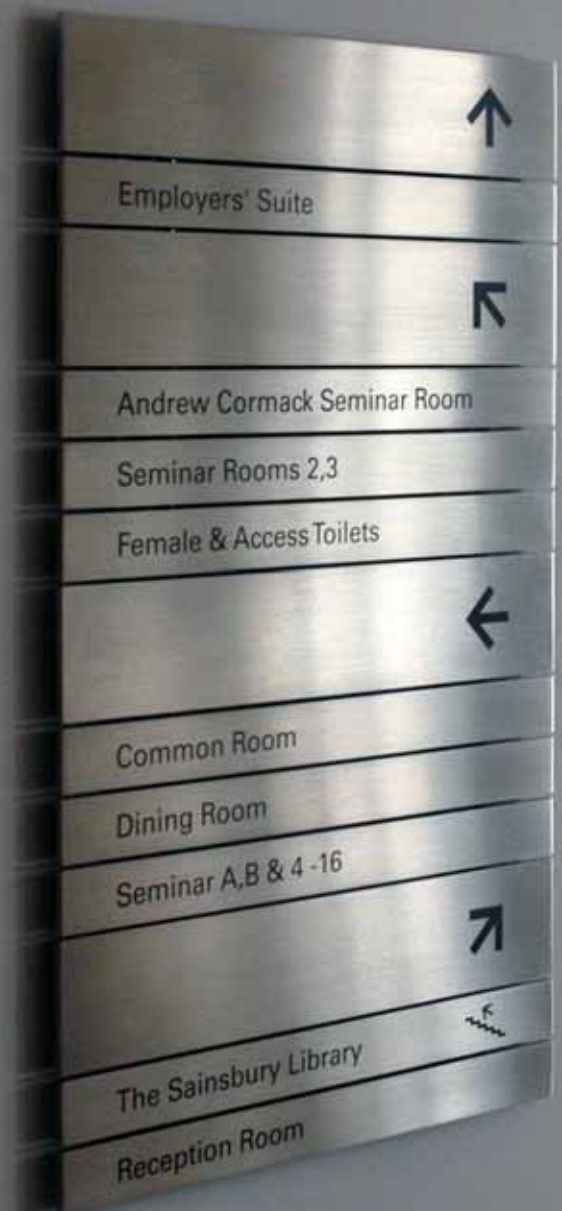 Employers' Suite
Andrew Cormack Seminar Room
Seminar Rooms 2,3
Female & Access Toilets
Common Room
Dining Room
Seminar A,B & 4 -16
The Sainsbury Library
Reception Room